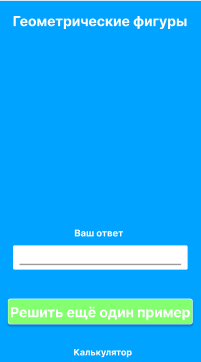 Геометрические фигуры
Ваш ответ
Решить ещё один пример
Калькулятор